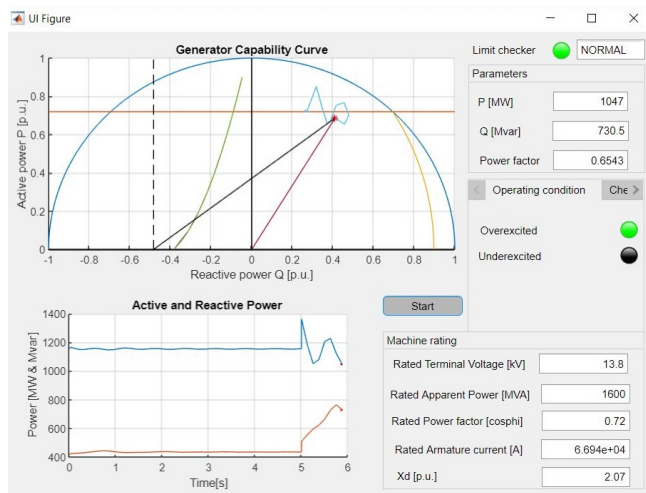 UI Figure
Generator Capability Curve
Active power P [p.u.]
1
0.8
0.6
0.4
0.2
0
-1 -0.8 -0.6 -0.4 -0.2 0 0.2 0.4 0.6 0.8 1
Reactive power Q [p.u.]
Limit checker NORMAL
Parameters
P [MW] 1047
Q [Mvar] 730.5
Power factor 0.6543
Operating condition Che
Overexcited
Underexcited
Active and Reactive Power
Power [MW & Mvar]
1400
1200
1000
800
600
400
0 1 2 3 4 5 6
Time[s]
Start
Machine rating
Rated Terminal Voltage [kV] 13.8
Rated Apparent Power [MVA] 1600
Rated Power factor [cosphi] 0.72
Rated Armature current [A] 6.694e+04
Xd [p.u.] 2.07